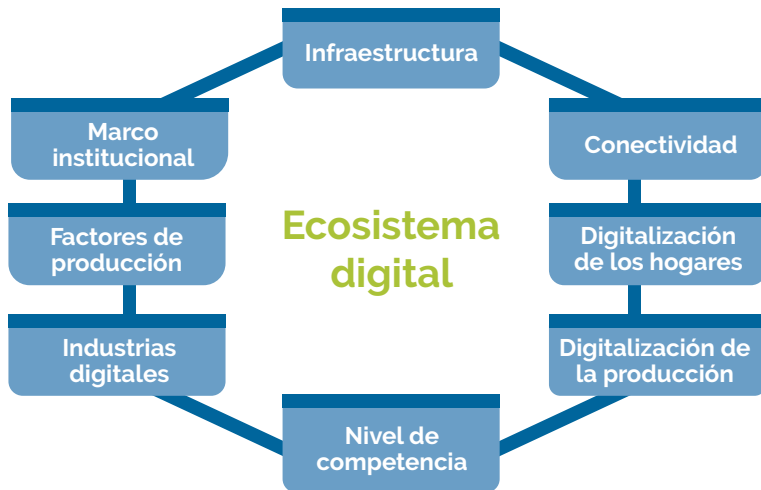 Infraestructura
Marco
institucional
Conectividad
Ecosistema
digital
Factores de
producción
Digitalización
de los hogares
Industrias
digitales
Digitalización de
la producción
Nivel de
competencia